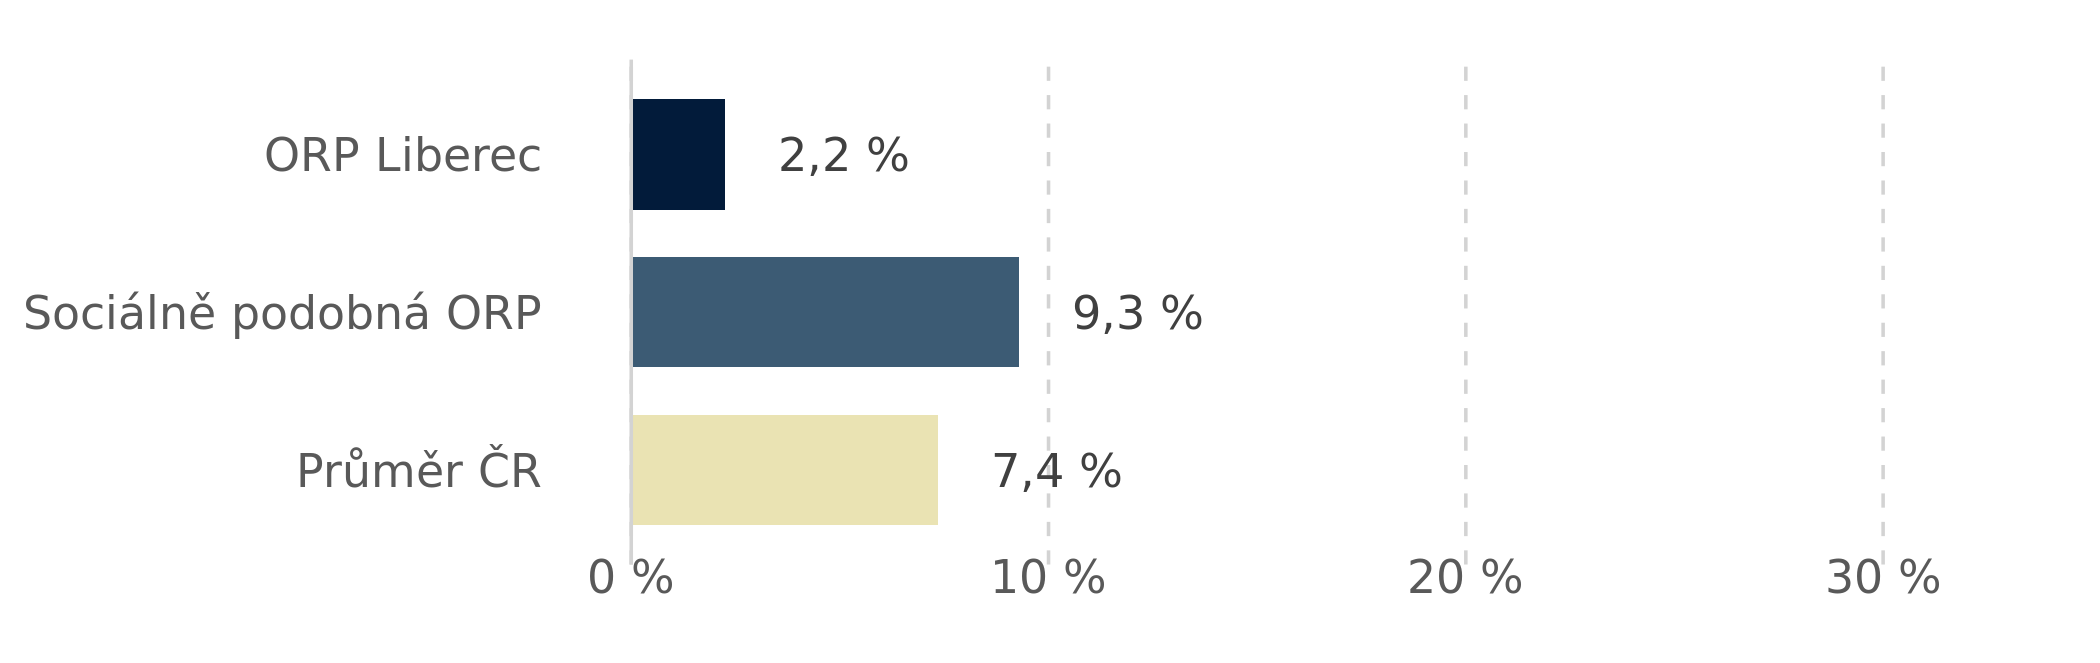 ORP Liberec 2,2 %
Sociálně podobná ORP 9,3 %
Průměr ČR 7,4 %
0 % 10 % 20 % 30 %